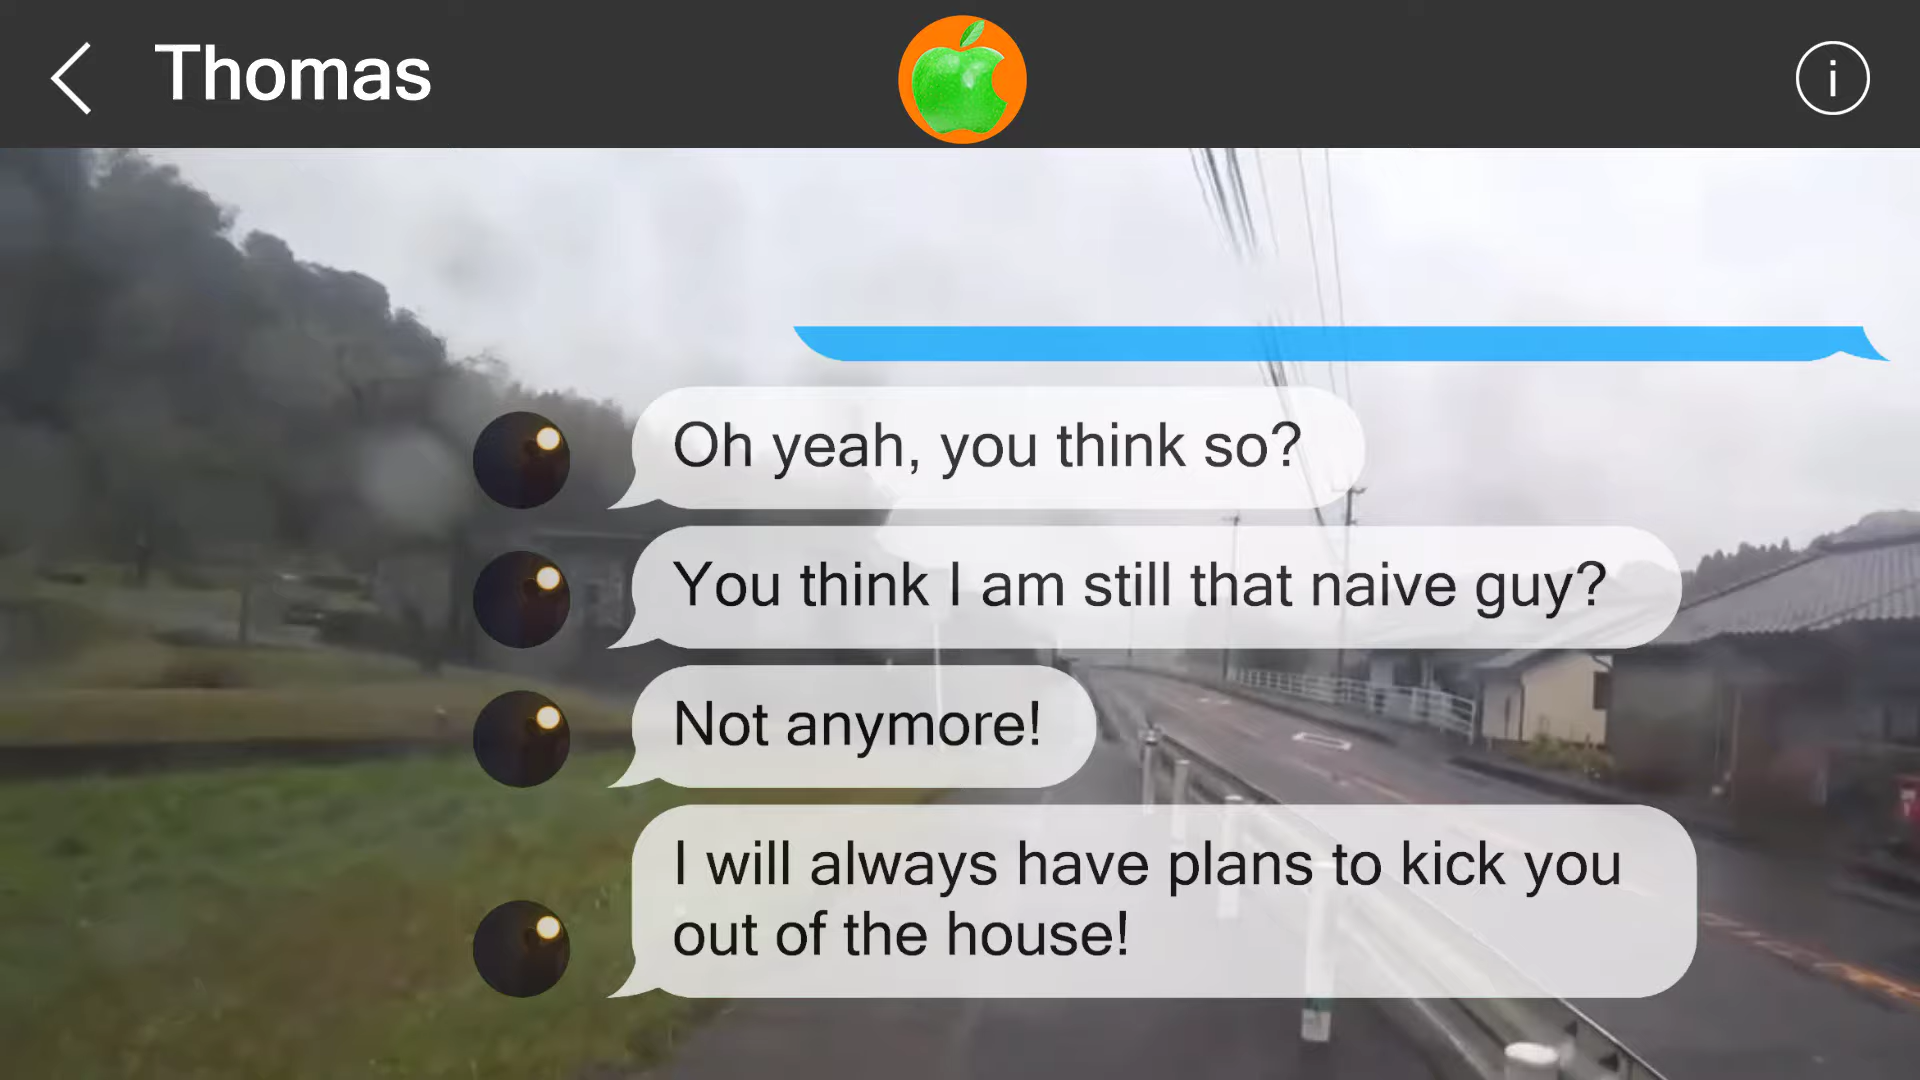 Thomas
Oh yeah, you think so?
You think I am still that naive guy?
Not anymore!
I will always have plans to kick you
out of the house!